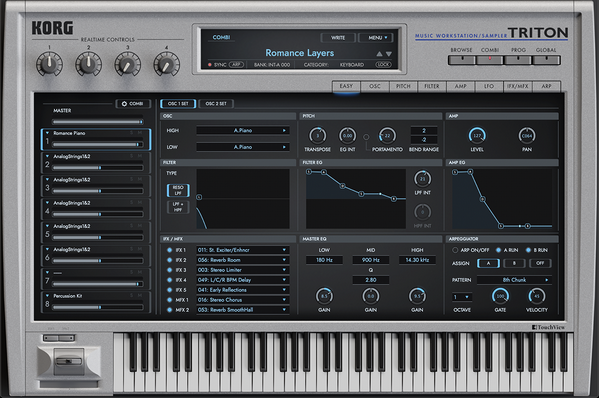 KORG
REALTIME CONTROLS
1 2 3 4
COMBI WRITE MENU
Romance Layers
SYNC ARP BANK: INT-A 000 CATEGORY: KEYBOARD LOCK
MUSIC WORKSTATION/SAMPLER TRITON
BROWSE COMBI PROG GLOBAL
EASY OSC PITCH FILTER AMP LFO IFX/MFX ARP
COMBI
MASTER
1 Romance Piano
2 AnalogStrings1&2
3 AnalogStrings1&2
4 AnalogStrings1&2
5 AnalogStrings1&2
6 AnalogStrings1&2
7 -----
8 Percussion Kit
OSC 1 SET OSC 2 SET
OSC
HIGH A.Piano
LOW A.Piano
PITCH
TRANSPOSE EG INT PORTAMENTO BEND RANGE
3 0.00 22 2
-2
AMP
LEVEL PAN
127 C064
FILTER
TYPE
RESO LPF
LPF + HPF
FILTER EG
LPF INT
HPF INT
AMP EG
IFX / MFX
IFX 1 011: St. Exciter/Enhncr
IFX 2 056: Reverb Room
IFX 3 003: Stereo Limiter
IFX 4 049: L/C/R BPM Delay
IFX 5 041: Early Reflections
MFX 1 016: Stereo Chorus
MFX 2 053: Reverb SmoothHall
MASTER EQ
LOW MID HIGH
180 Hz 900 Hz 14.30 kHz
Q
2.80
6.5 0.0 9.5
GAIN GAIN GAIN
ARPEGGIATOR
ARP ON/OFF A RUN B RUN
ASSIGN A B OFF
PATTERN 8th Chunk
1 100 45
OCTAVE GATE VELOCITY
TouchView